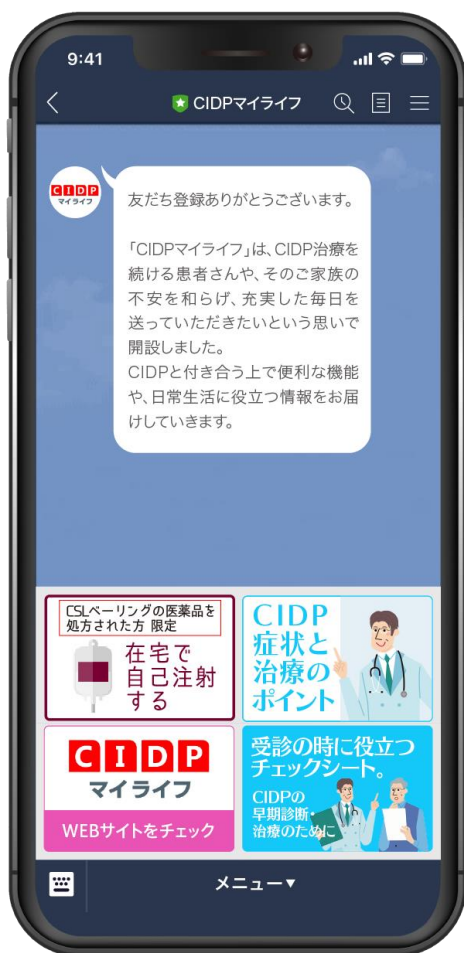 9:41
CIDPマイライフ
CIDP
マイライフ
友だち登録ありがとうございます。
「CIDPマイライフ」は、CIDP治療を
続ける患者さんや、そのご家族の
不安を和らげ、充実した毎日を
送っていただきたいという思いで
開設しました。
CIDPと付き合う上で便利な機能
や、日常生活に役立つ情報をお届
けしていきます。
CSLベーリングの医薬品を
処方された方 限定
在宅で
自己注射
する
CIDP
症状と
治療の
ポイント
CIDP
マイライフ
WEBサイトをチェック
受診の時に役立つ
チェックシート。
CIDPの
早期診断・
治療のために
メニュー▼